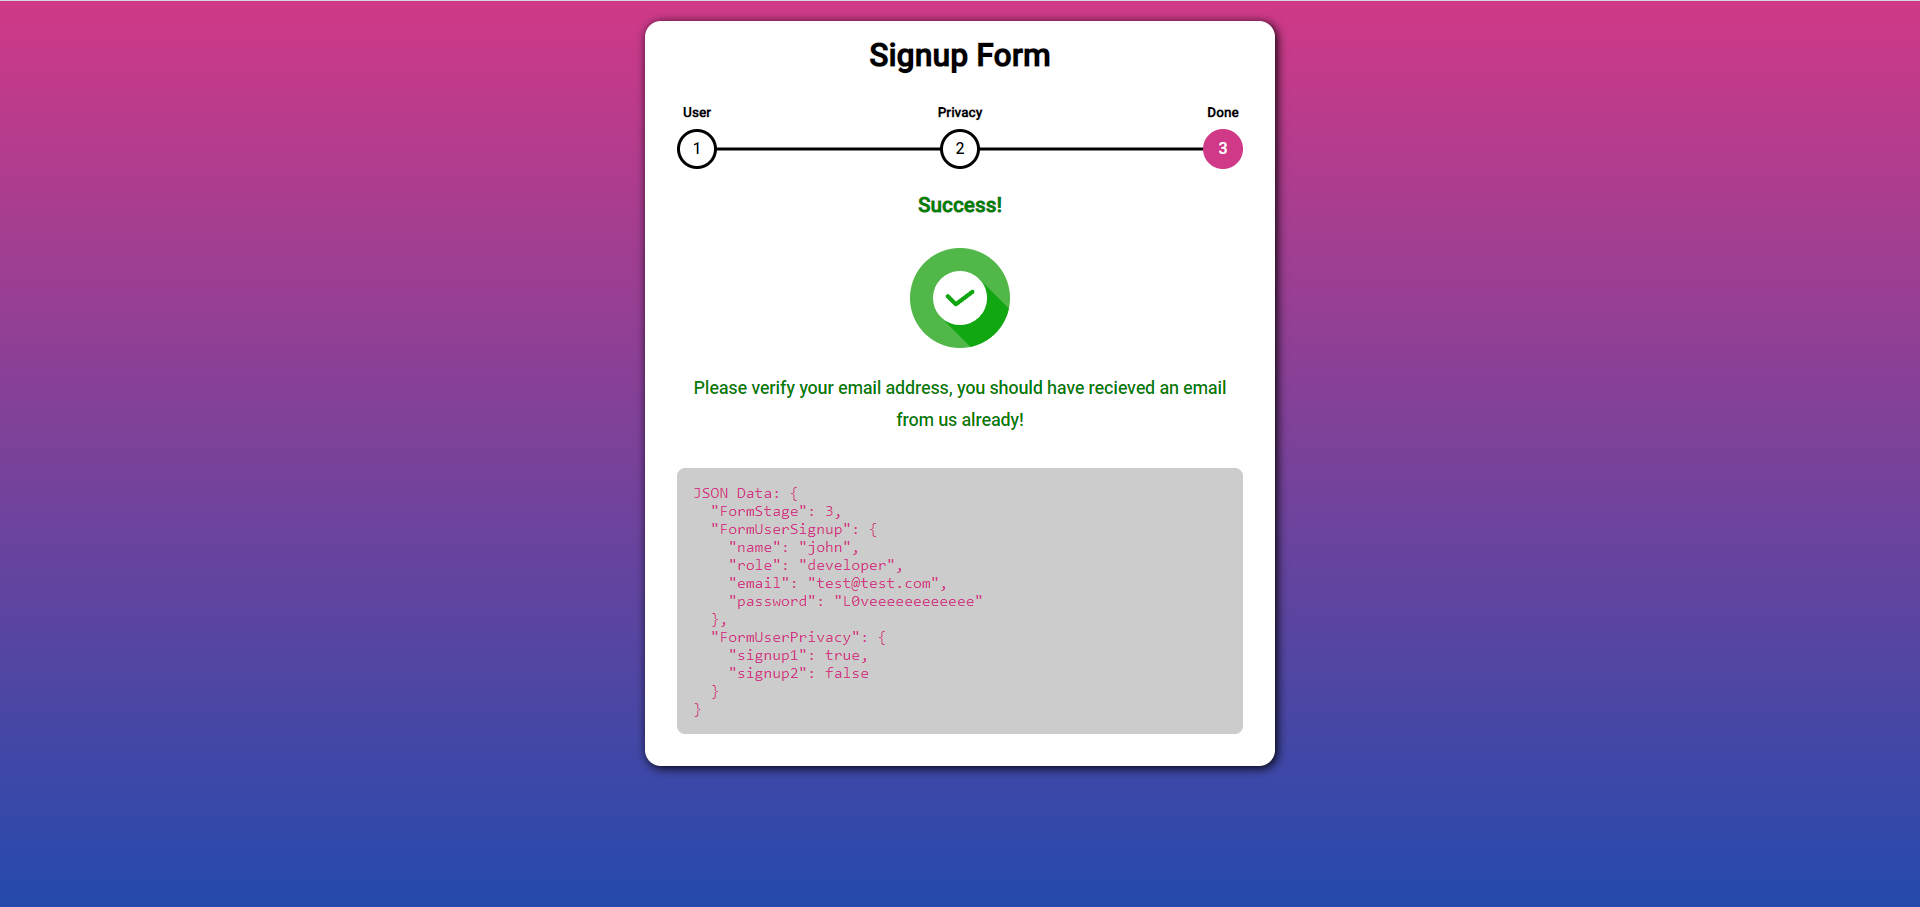 Signup Form
User Privacy Done
1 2 3
Success!
Please verify your email address, you should have recieved an email
from us already!
JSON Data: {
  "FormStage": 3,
  "FormUserSignup": {
    "name": "john",
    "role": "developer",
    "email": "test@test.com",
    "password": "L0veeeeeeeeeeee"
  },
  "FormUserPrivacy": {
    "signup1": true,
    "signup2": false
  }
}